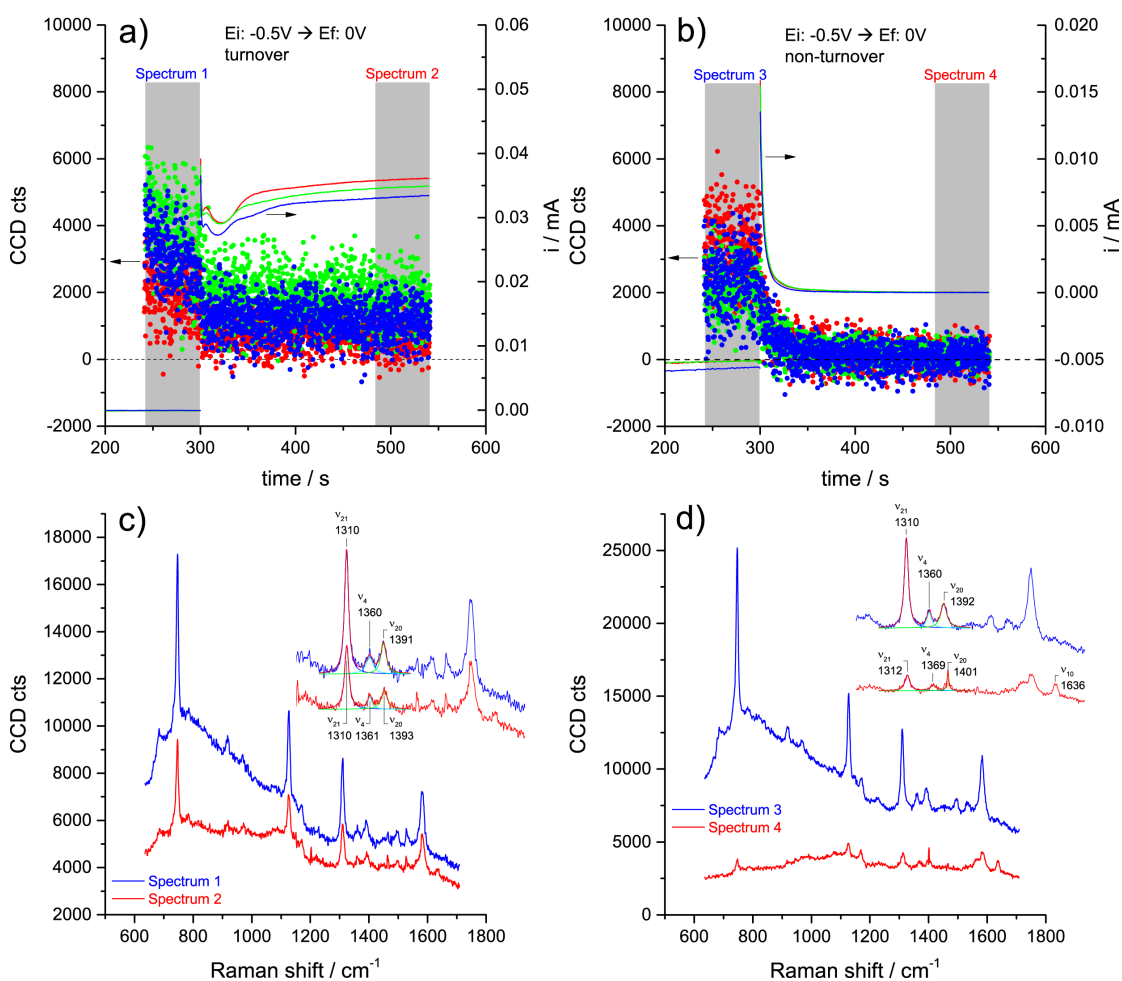 a)
Ei: -0.5V → Ef: 0V
turnover
Spectrum 1
Spectrum 2
CCD cts
10000
8000
6000
4000
2000
0
-2000
0.06
0.05
0.04
0.03
0.02
0.01
0.00
i / mA
200
300
400
500
600
time / s
b)
Ei: -0.5V → Ef: 0V
non-turnover
Spectrum 3
Spectrum 4
CCD cts
10000
8000
6000
4000
2000
0
-2000
0.020
0.015
0.010
0.005
0.000
-0.005
-0.010
i / mA
200
300
400
500
600
time / s
c)
ν21
1310
ν4
1360
ν20
1391
ν21
1310
ν4
1361
ν20
1393
CCD cts
18000
16000
14000
12000
10000
8000
6000
4000
2000
Spectrum 1
Spectrum 2
600
800
1000
1200
1400
1600
1800
Raman shift / cm⁻¹
d)
ν21
1310
ν4
1360
ν20
1392
ν21
1312
ν4
1369
ν20
1401
ν10
1636
CCD cts
25000
20000
15000
10000
5000
0
Spectrum 3
Spectrum 4
600
800
1000
1200
1400
1600
1800
Raman shift / cm⁻¹